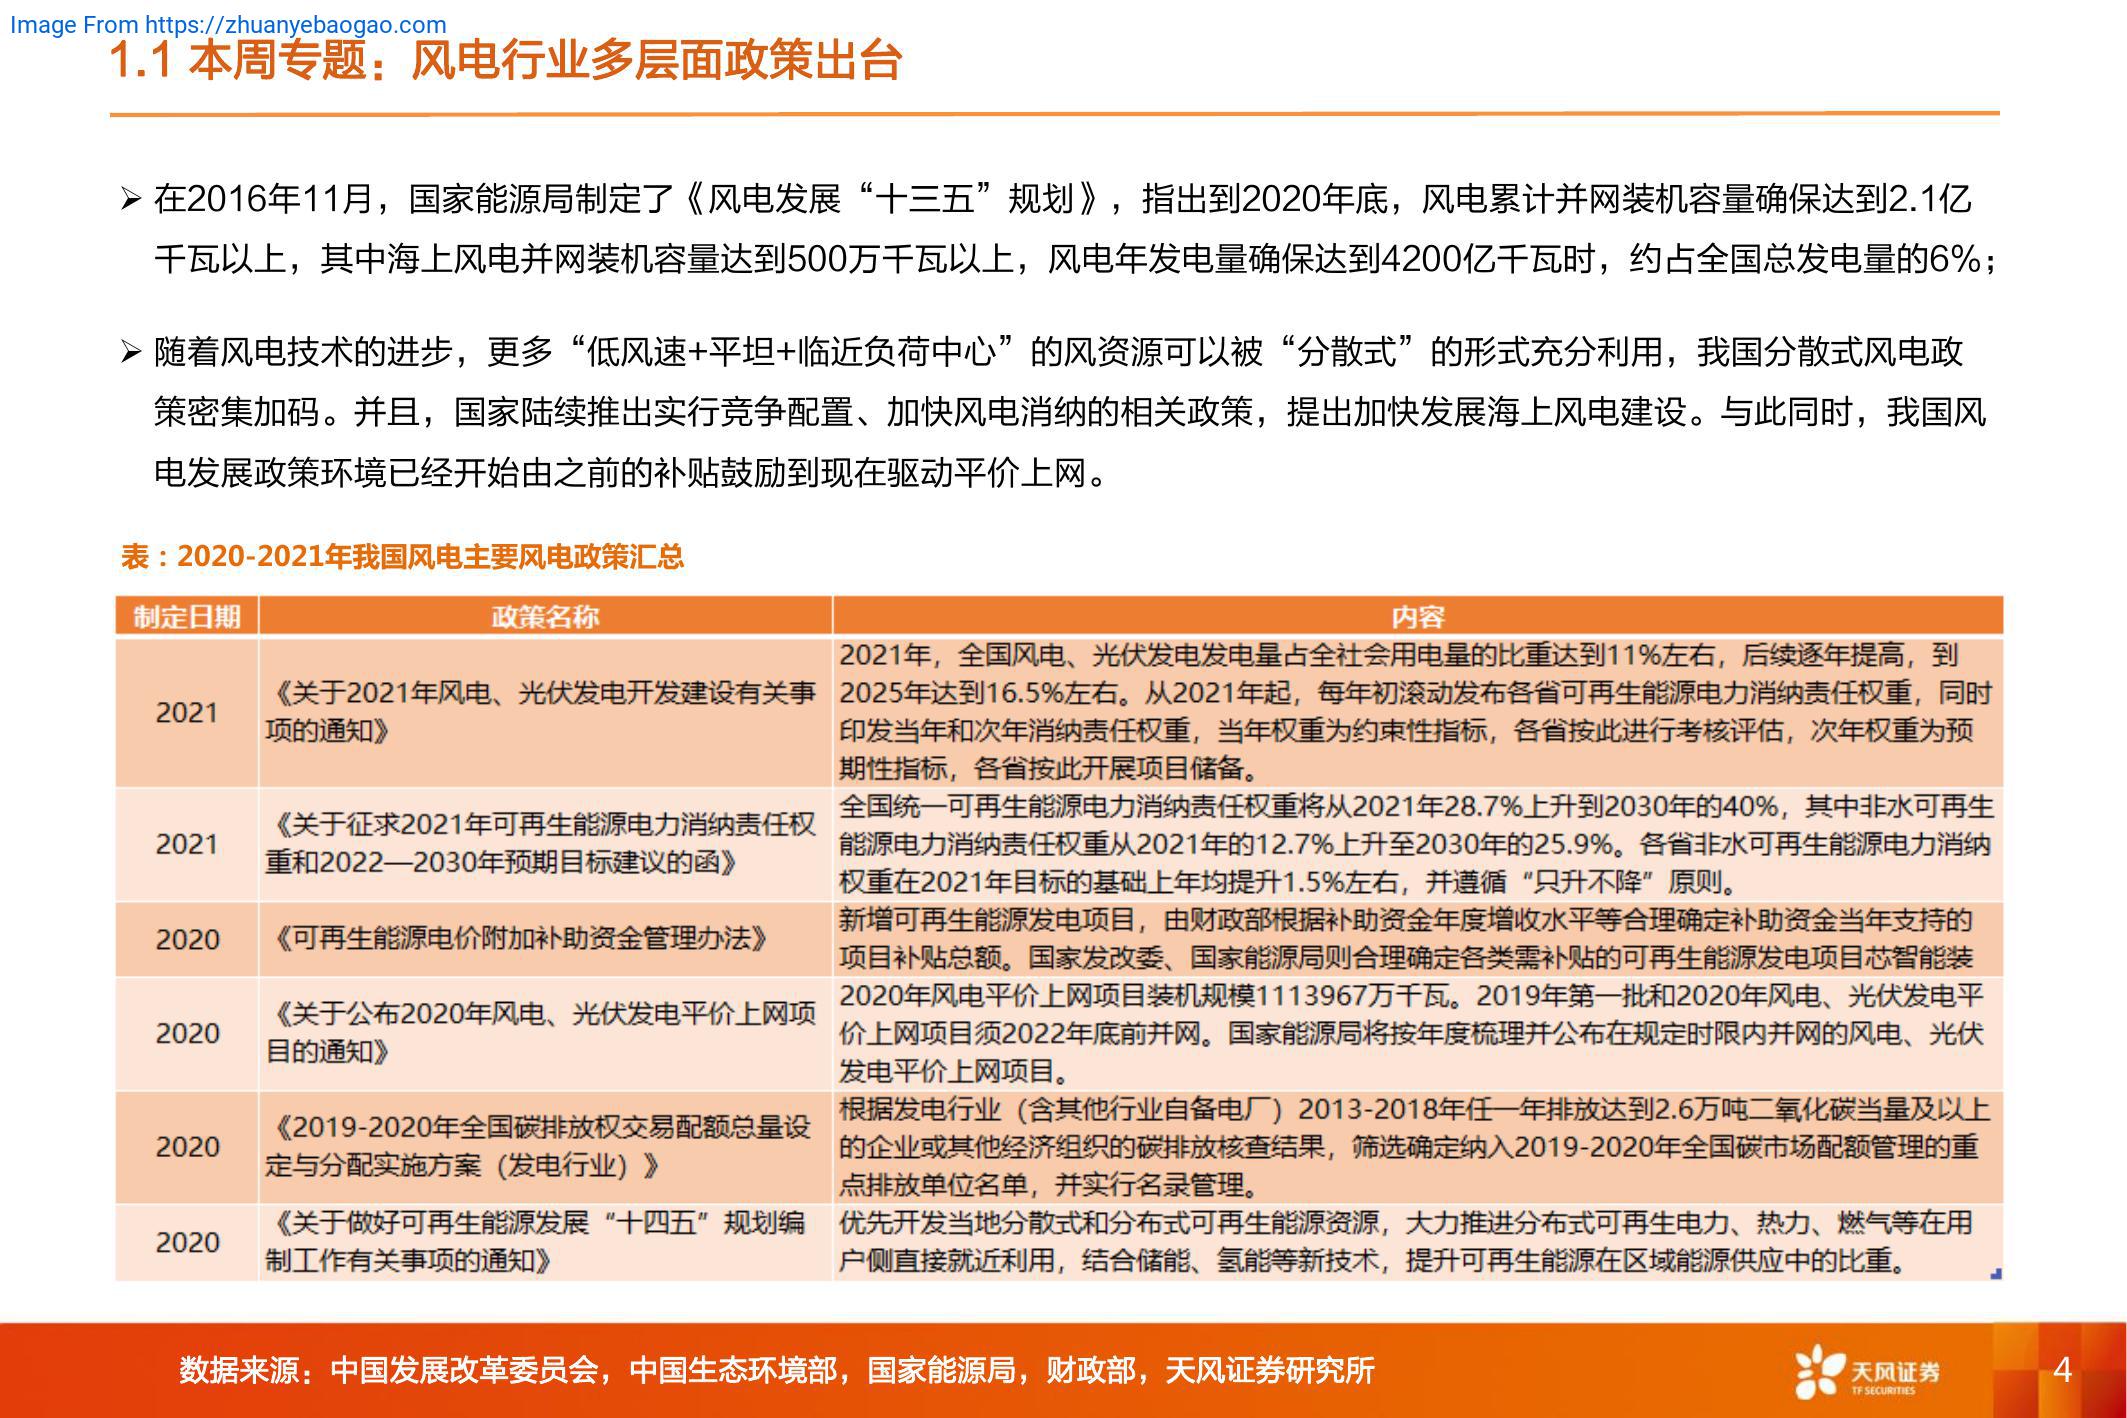 Image From https://zhuanyebaogao.com
1.1 本周专题：风电行业多层面政策出台
➢ 在2016年11月，国家能源局制定了《风电发展“十三五”规划》，指出到2020年底，风电累计并网装机容量确保达到2.1亿
千瓦以上，其中海上风电并网装机容量达到500万千瓦以上，风电年发电量确保达到4200亿千瓦时，约占全国总发电量的6%；
➢ 随着风电技术的进步，更多“低风速+平坦+临近负荷中心”的风资源可以被“分散式”的形式充分利用，我国分散式风电政
策密集加码。并且，国家陆续推出实行竞争配置、加快风电消纳的相关政策，提出加快发展海上风电建设。与此同时，我国风
电发展政策环境已经开始由之前的补贴鼓励到现在驱动平价上网。
表：2020-2021年我国风电主要风电政策汇总
制定日期 政策名称 内容
2021
《关于2021年风电、光伏发电开发建设有关事
项的通知》
2021年，全国风电、光伏发电发电量占全社会用电量的比重达到11%左右，后续逐年提高，到
2025年达到16.5%左右。从2021年起，每年初滚动发布各省可再生能源电力消纳责任权重，同时
印发当年和次年消纳责任权重，当年权重为约束性指标，各省按此进行考核评估，次年权重为预
期性指标，各省按此开展项目储备。
2021
《关于征求2021年可再生能源电力消纳责任权
重和2022—2030年预期目标建议的函》
全国统一可再生能源电力消纳责任权重将从2021年28.7%上升到2030年的40%，其中非水可再生
能源电力消纳责任权重从2021年的12.7%上升至2030年的25.9%。各省非水可再生能源电力消纳
权重在2021年目标的基础上年均提升1.5%左右，并遵循“只升不降”原则。
2020
《可再生能源电价附加补助资金管理办法》
新增可再生能源发电项目，由财政部根据补助资金年度增收水平等合理确定补助资金当年支持的
项目补贴总额。国家发改委、国家能源局则合理确定各类需补贴的可再生能源发电项目芯智能装
2020
《关于公布2020年风电、光伏发电平价上网项
目的通知》
2020年风电平价上网项目装机规模1113967万千瓦。2019年第一批和2020年风电、光伏发电平
价上网项目须2022年底前并网。国家能源局将按年度梳理并公布在规定时限内并网的风电、光伏
发电平价上网项目。
2020
《2019-2020年全国碳排放权交易配额总量设
定与分配实施方案（发电行业）》
根据发电行业（含其他行业自备电厂）2013-2018年任一年排放达到2.6万吨二氧化碳当量及以上
的企业或其他经济组织的碳排放核查结果，筛选确定纳入2019-2020年全国碳市场配额管理的重
点排放单位名单，并实行名录管理。
2020
《关于做好可再生能源发展“十四五”规划编
制工作有关事项的通知》
优先开发当地分散式和分布式可再生能源资源，大力推进分布式可再生电力、热力、燃气等在用
户侧直接就近利用，结合储能、氢能等新技术，提升可再生能源在区域能源供应中的比重。
数据来源：中国发展改革委员会，中国生态环境部，国家能源局，财政部，天风证券研究所
天风证券
TF SECURITIES
4